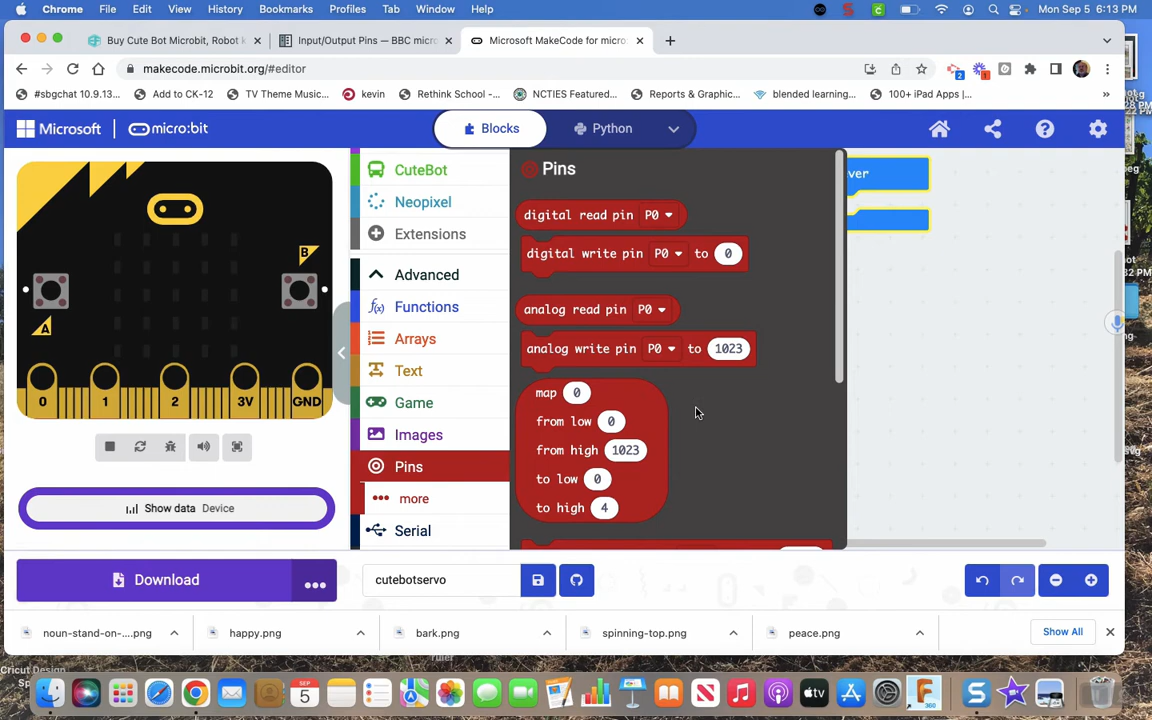 Chrome File Edit View History Bookmarks Profiles Tab Window Help Mon Sep 5 6:13 PM
Buy Cute Bot Microbit, Robot k Input/Output Pins — BBC micro Microsoft MakeCode for micro:
makecode.microbit.org/#editor
#sbgchat 10.9.13... Add to CK-12 TV Theme Music... kevin Rethink School -... NCTIES Featured... Reports & Graphic... blended learning... 100+ iPad Apps |... »
Microsoft micro:bit Blocks Python
CuteBot
Neopixel
Extensions
Advanced
Functions
Arrays
Text
Game
Images
Pins
more
Serial
Pins
digital read pin P0
digital write pin P0 to 0
analog read pin P0
analog write pin P0 to 1023
map 0
from low 0
from high 1023
to low 0
to high 4
ver
B
A
0 1 2 3V GND
Show data Device
Download ... cutebotservo
noun-stand-on-....png happy.png bark.png spinning-top.png peace.png Show All
Cricut Design
SEP
5
360